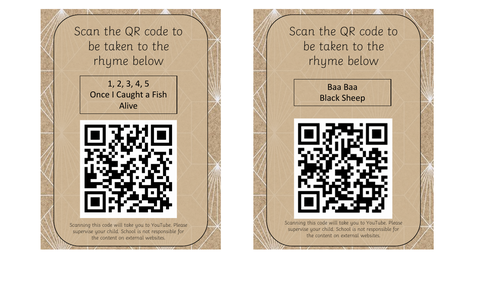 Scan the QR code to
be taken to the
rhyme below
1, 2, 3, 4, 5
Once I Caught a Fish
Alive
Scanning this code will take you to YouTube. Please
supervise your child. School is not responsible for
the content on external websites.
Scan the QR code to
be taken to the
rhyme below
Baa Baa
Black Sheep
Scanning this code will take you to YouTube. Please
supervise your child. School is not responsible for
the content on external websites.